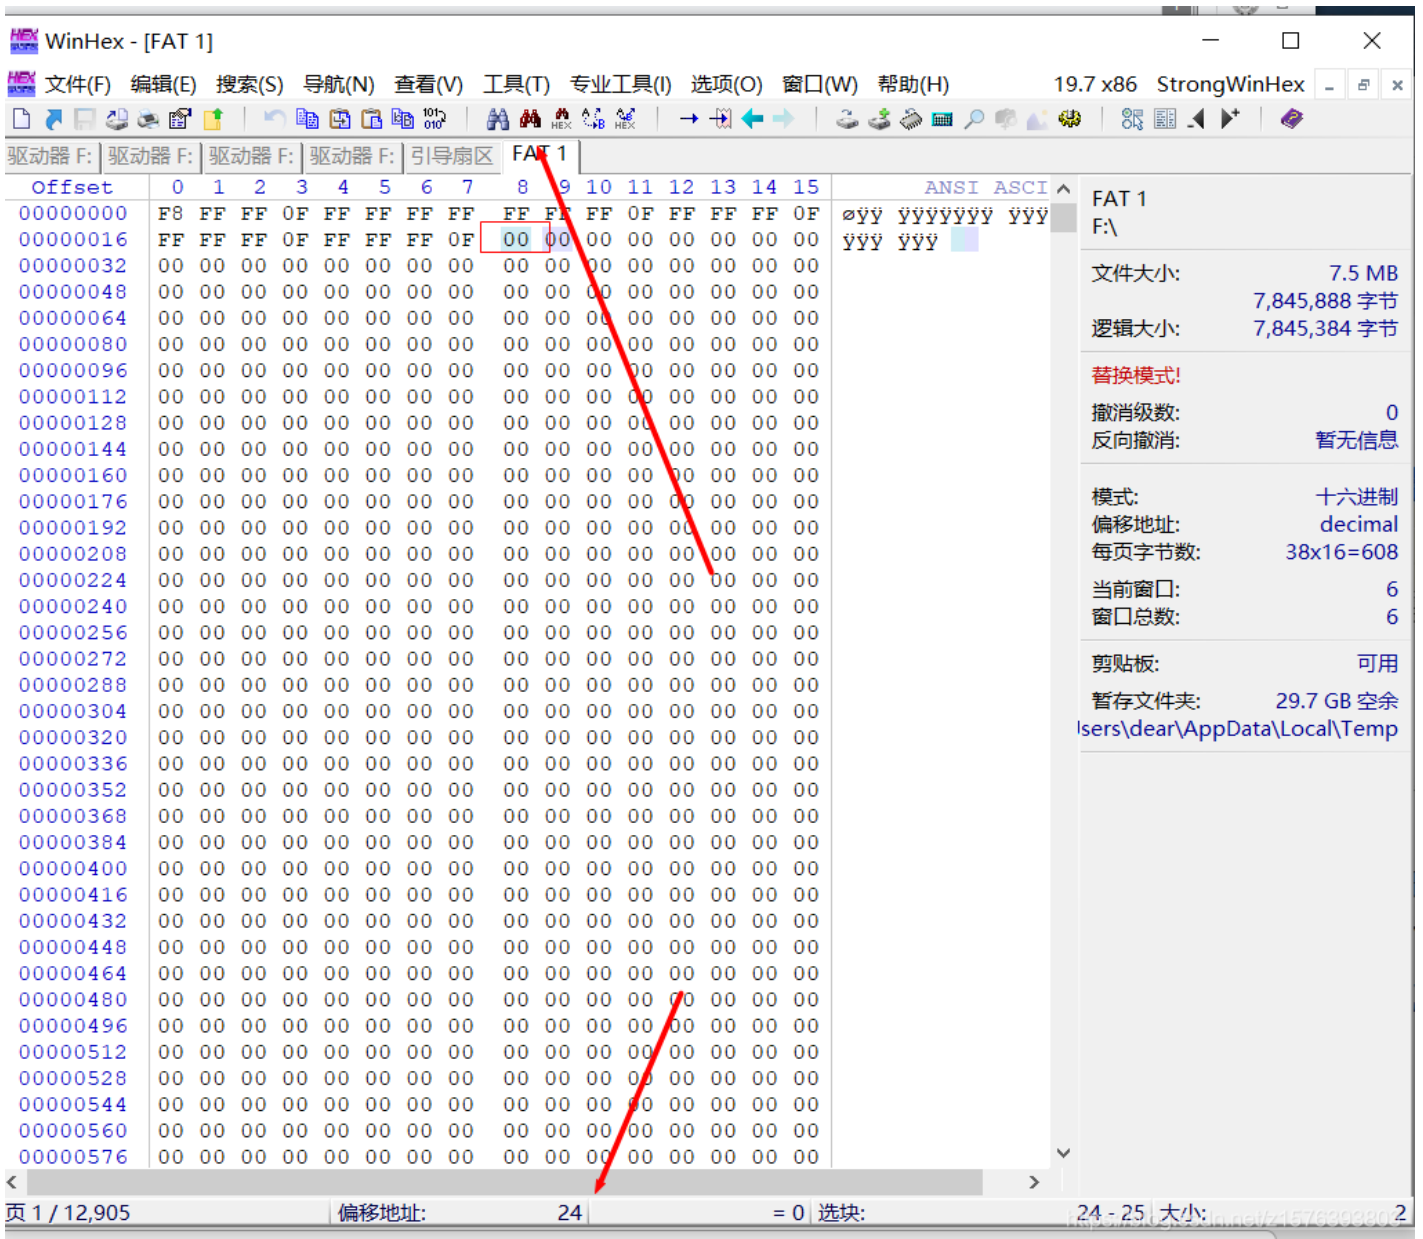 WinHex - [FAT 1]
文件(F) 编辑(E) 搜索(S) 导航(N) 查看(V) 工具(T) 专业工具(I) 选项(O) 窗口(W) 帮助(H) 19.7 x86 StrongWinHex
驱动器 F: 驱动器 F: 驱动器 F: 驱动器 F: 引导扇区 FAT 1
Offset 0 1 2 3 4 5 6 7 8 9 10 11 12 13 14 15 ANSI ASCI
00000000 F8 FF FF 0F FF FF FF FF FF FF FF 0F FF FF FF 0F øÿÿ ÿÿÿÿÿÿÿ ÿÿÿ
00000016 FF FF FF 0F FF FF FF 0F 00 00 00 00 00 00 00 00 ÿÿÿ ÿÿÿ
00000032 00 00 00 00 00 00 00 00 00 00 00 00 00 00 00 00
00000048 00 00 00 00 00 00 00 00 00 00 00 00 00 00 00 00
00000064 00 00 00 00 00 00 00 00 00 00 00 00 00 00 00 00
00000080 00 00 00 00 00 00 00 00 00 00 00 00 00 00 00 00
00000096 00 00 00 00 00 00 00 00 00 00 00 00 00 00 00 00
00000112 00 00 00 00 00 00 00 00 00 00 00 00 00 00 00 00
00000128 00 00 00 00 00 00 00 00 00 00 00 00 00 00 00 00
00000144 00 00 00 00 00 00 00 00 00 00 00 00 00 00 00 00
00000160 00 00 00 00 00 00 00 00 00 00 00 00 00 00 00 00
00000176 00 00 00 00 00 00 00 00 00 00 00 00 00 00 00 00
00000192 00 00 00 00 00 00 00 00 00 00 00 00 00 00 00 00
00000208 00 00 00 00 00 00 00 00 00 00 00 00 00 00 00 00
00000224 00 00 00 00 00 00 00 00 00 00 00 00 00 00 00 00
00000240 00 00 00 00 00 00 00 00 00 00 00 00 00 00 00 00
00000256 00 00 00 00 00 00 00 00 00 00 00 00 00 00 00 00
00000272 00 00 00 00 00 00 00 00 00 00 00 00 00 00 00 00
00000288 00 00 00 00 00 00 00 00 00 00 00 00 00 00 00 00
00000304 00 00 00 00 00 00 00 00 00 00 00 00 00 00 00 00
00000320 00 00 00 00 00 00 00 00 00 00 00 00 00 00 00 00
00000336 00 00 00 00 00 00 00 00 00 00 00 00 00 00 00 00
00000352 00 00 00 00 00 00 00 00 00 00 00 00 00 00 00 00
00000368 00 00 00 00 00 00 00 00 00 00 00 00 00 00 00 00
00000384 00 00 00 00 00 00 00 00 00 00 00 00 00 00 00 00
00000400 00 00 00 00 00 00 00 00 00 00 00 00 00 00 00 00
00000416 00 00 00 00 00 00 00 00 00 00 00 00 00 00 00 00
00000432 00 00 00 00 00 00 00 00 00 00 00 00 00 00 00 00
00000448 00 00 00 00 00 00 00 00 00 00 00 00 00 00 00 00
00000464 00 00 00 00 00 00 00 00 00 00 00 00 00 00 00 00
00000480 00 00 00 00 00 00 00 00 00 00 00 00 00 00 00 00
00000496 00 00 00 00 00 00 00 00 00 00 00 00 00 00 00 00
00000512 00 00 00 00 00 00 00 00 00 00 00 00 00 00 00 00
00000528 00 00 00 00 00 00 00 00 00 00 00 00 00 00 00 00
00000544 00 00 00 00 00 00 00 00 00 00 00 00 00 00 00 00
00000560 00 00 00 00 00 00 00 00 00 00 00 00 00 00 00 00
00000576 00 00 00 00 00 00 00 00 00 00 00 00 00 00 00 00
FAT 1
F:\
文件大小: 7.5 MB
7,845,888 字节
逻辑大小: 7,845,384 字节
替换模式!
撤消级数: 0
反向撤消: 暂无信息
模式: 十六进制
偏移地址: decimal
每页字节数: 38x16=608
当前窗口: 6
窗口总数: 6
剪贴板: 可用
暂存文件夹: 29.7 GB 空余
sers\dear\AppData\Local\Temp
页 1 / 12,905 偏移地址: 24 = 0 选块: 24 - 25 大小: 2
https://blog.csdn.net/z1576393803